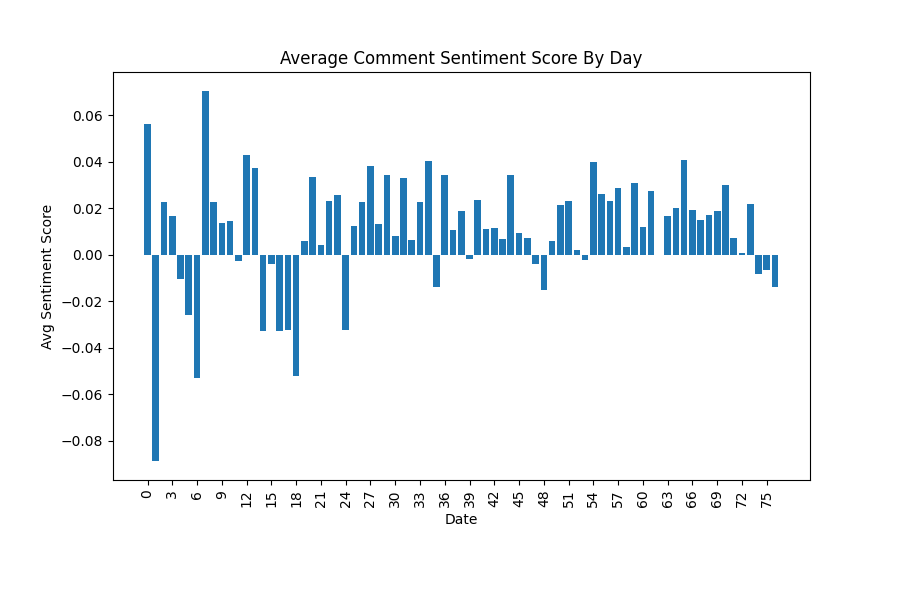 Average Comment Sentiment Score By Day
Avg Sentiment Score
0.06
0.04
0.02
0.00
−0.02
−0.04
−0.06
−0.08
0 3 6 9 12 15 18 21 24 27 30 33 36 39 42 45 48 51 54 57 60 63 66 69 72 75
Date